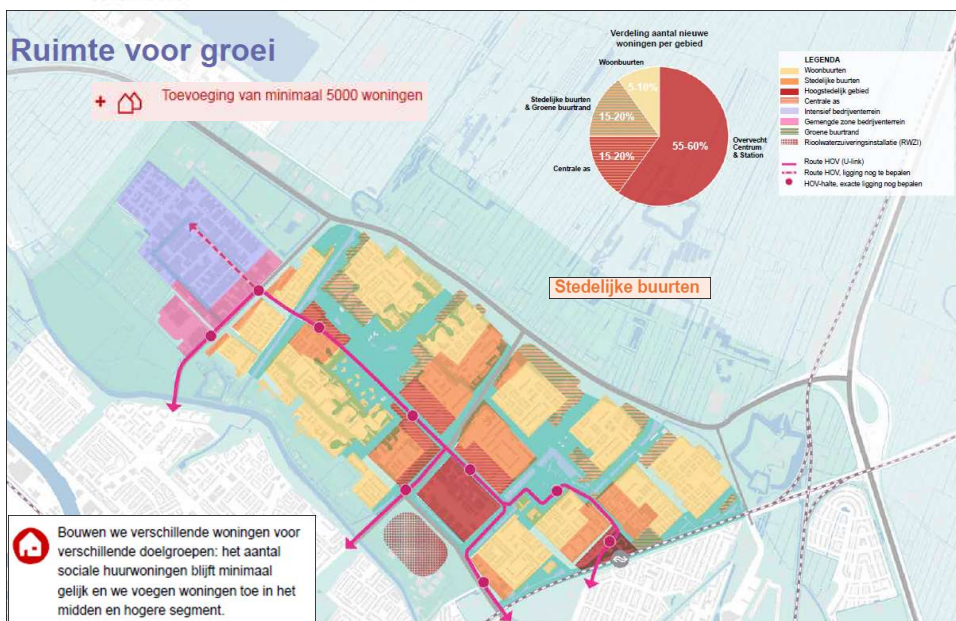 Ruimte voor groei
+ Toevoeging van minimaal 5000 woningen
Verdeling aantal nieuwe
woningen per gebied
Woonbuurten
5-10%
Stedelijke buurten
& Groene buurtrand
15-20%
15-20%
Centrale as
55-60%
Overvecht
Centrum
& Station
LEGENDA
Woonbuurten
Stedelijke buurten
Hoogstedelijk gebied
Centrale as
Intensief bedrijventerrein
Gemengde zone bedrijventerrein
Groene buurtrand
Rioolwaterzuiveringsinstallatie (RWZI)
Route HOV (U-link)
Route HOV, ligging nog te bepalen
HOV-halte, exacte ligging nog bepalen
Stedelijke buurten
Bouwen we verschillende woningen voor
verschillende doelgroepen: het aantal
sociale huurwoningen blijft minimaal
gelijk en we voegen woningen toe in het
midden en hogere segment.